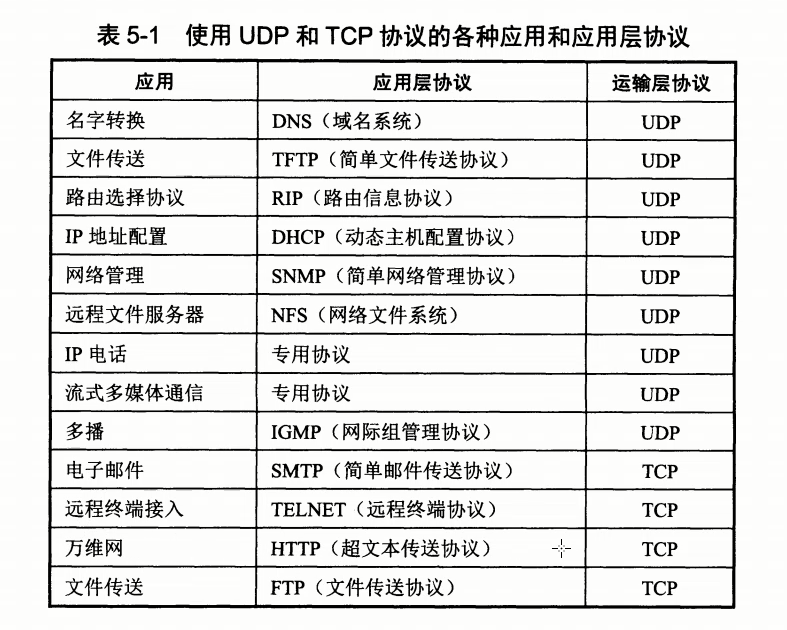 表 5-1 使用 UDP 和 TCP 协议的各种应用和应用层协议
应用 应用层协议 运输层协议
名字转换 DNS（域名系统） UDP
文件传送 TFTP（简单文件传送协议） UDP
路由选择协议 RIP（路由信息协议） UDP
IP 地址配置 DHCP（动态主机配置协议） UDP
网络管理 SNMP（简单网络管理协议） UDP
远程文件服务器 NFS（网络文件系统） UDP
IP 电话 专用协议 UDP
流式多媒体通信 专用协议 UDP
多播 IGMP（网际组管理协议） UDP
电子邮件 SMTP（简单邮件传送协议） TCP
远程终端接入 TELNET（远程终端协议） TCP
万维网 HTTP（超文本传送协议） TCP
文件传送 FTP（文件传送协议） TCP